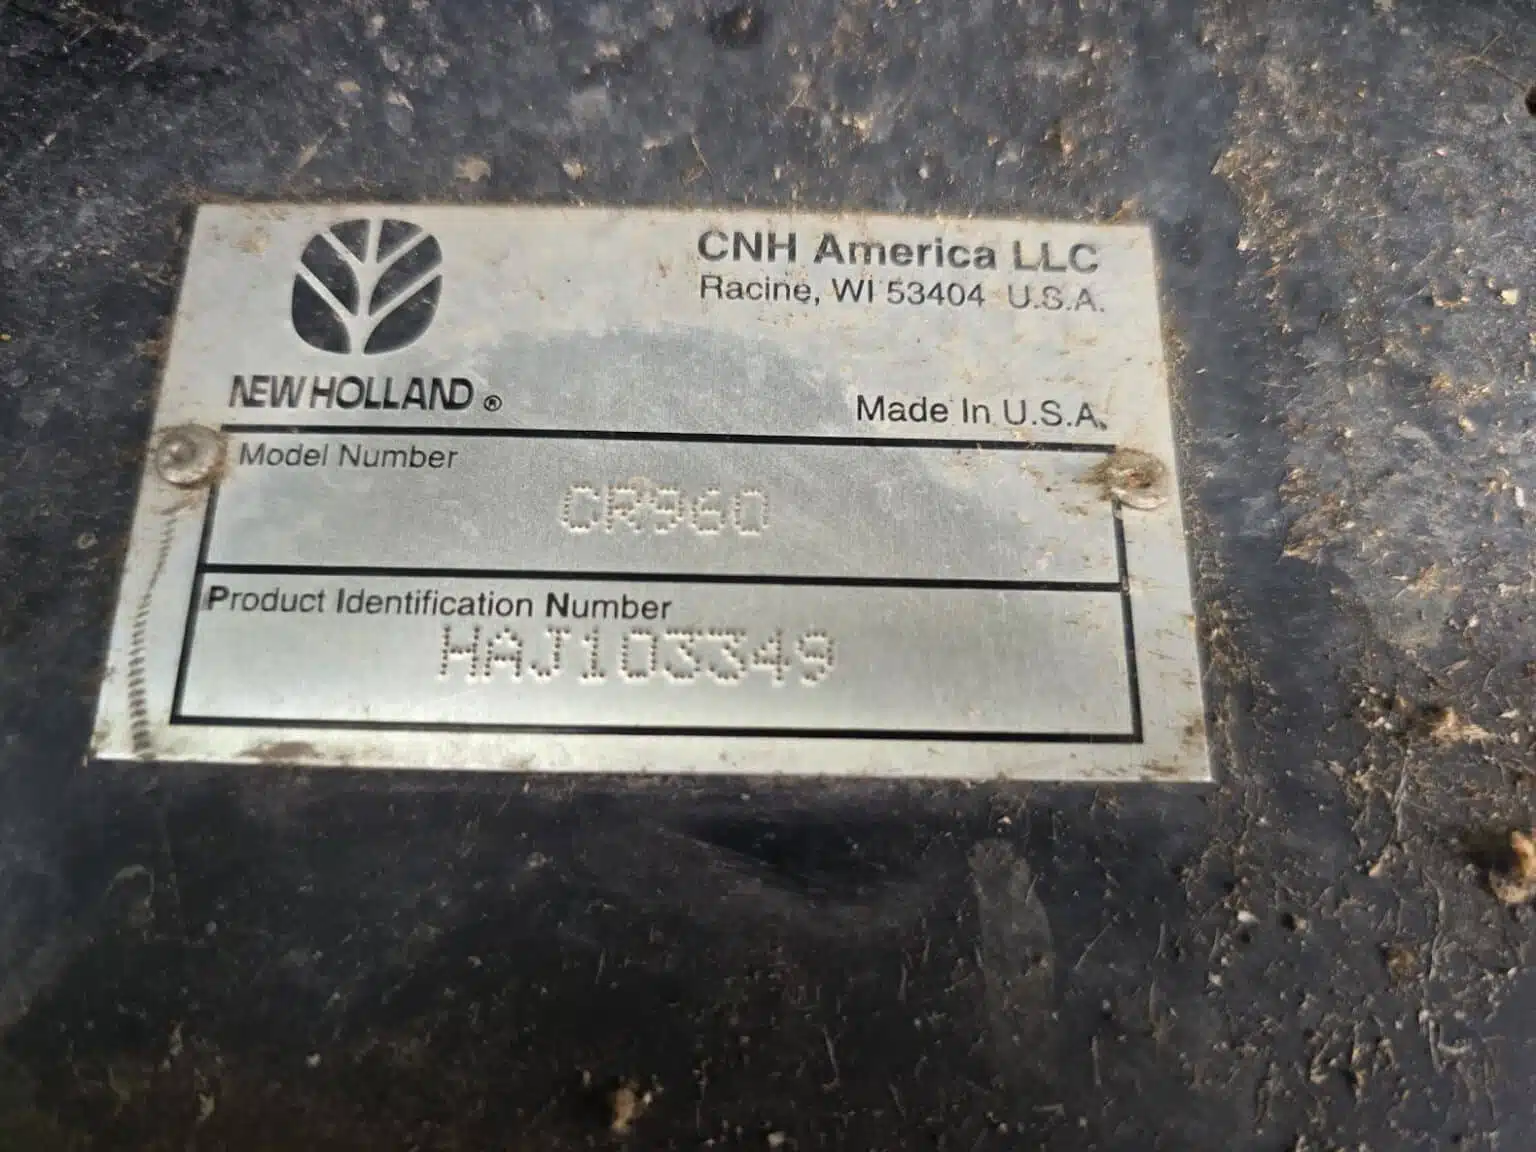 CNH America LLC
Racine, WI 53404 U.S.A.
NEW HOLLAND ®
Made In U.S.A.
Model Number
CR960
Product Identification Number
HAJ103349